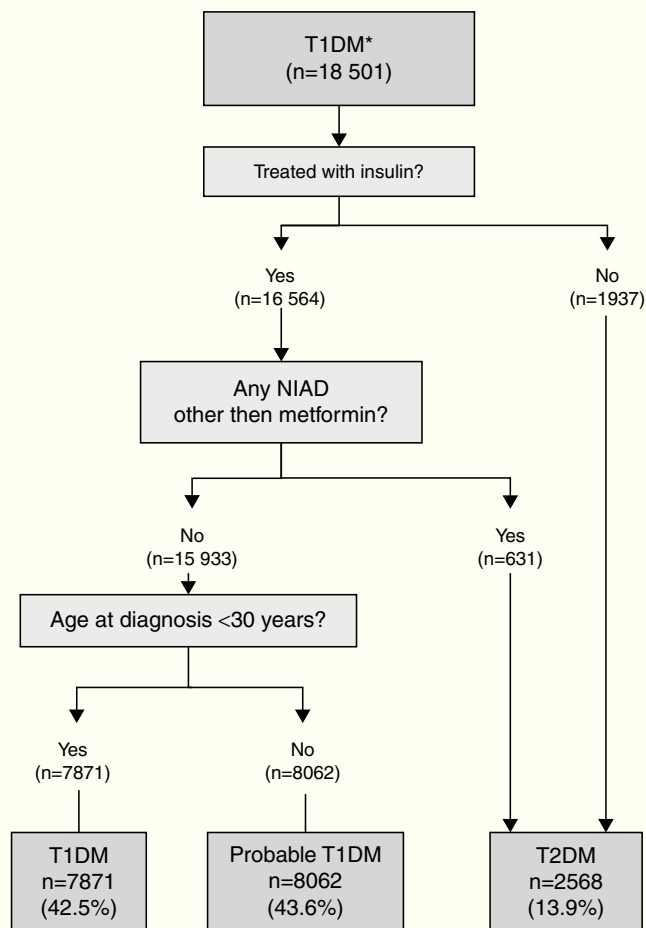 T1DM*
(n=18 501)
Treated with insulin?
Yes
(n=16 564)
No
(n=1937)
Any NIAD
other then metformin?
No
(n=15 933)
Yes
(n=631)
Age at diagnosis <30 years?
Yes
(n=7871)
No
(n=8062)
T1DM
n=7871
(42.5%)
Probable T1DM
n=8062
(43.6%)
T2DM
n=2568
(13.9%)